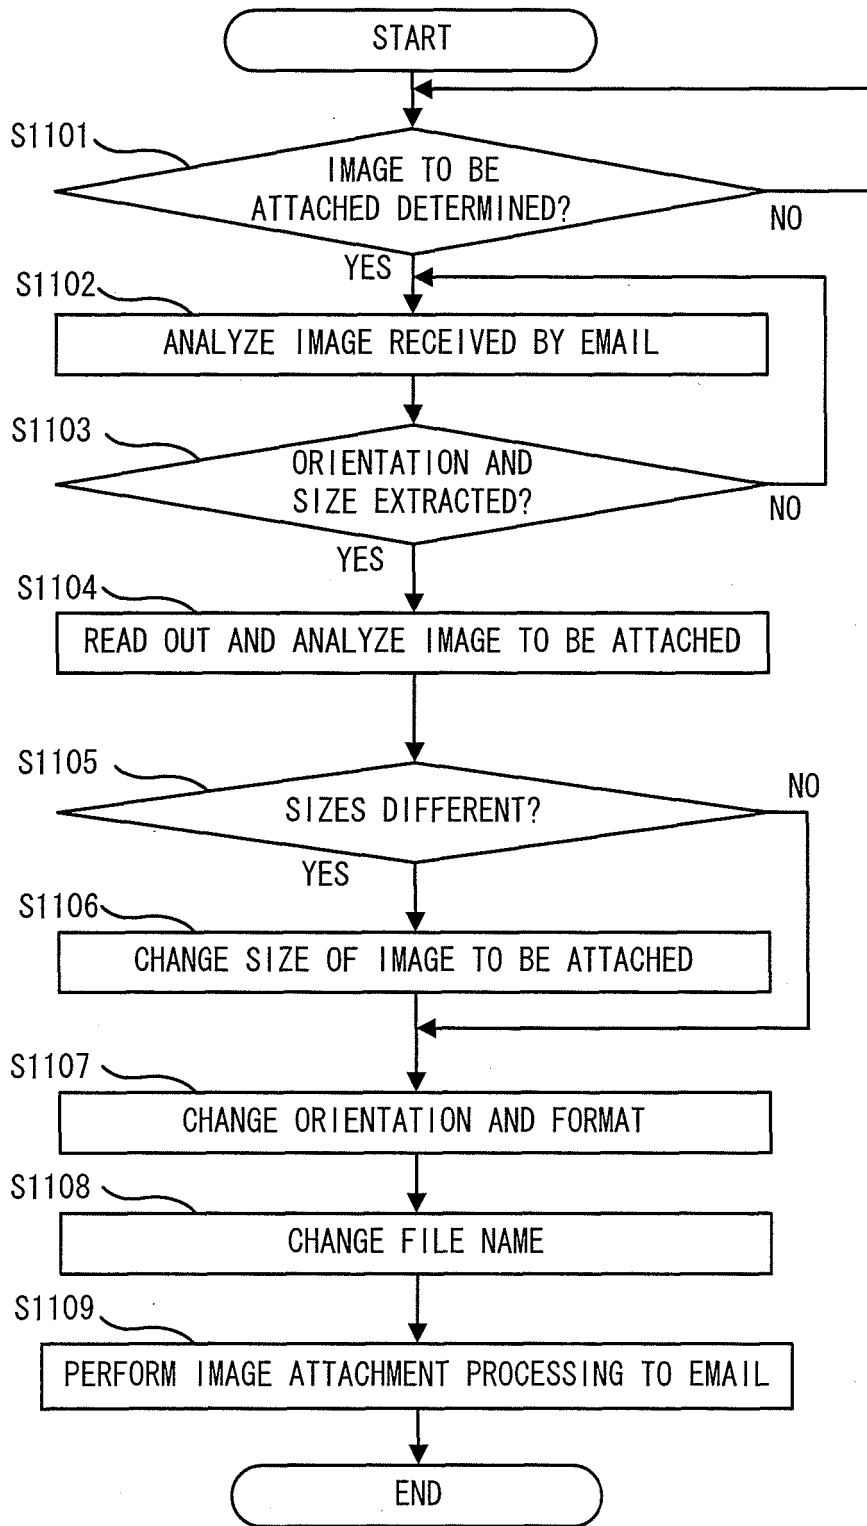 START
S1101
IMAGE TO BE
ATTACHED DETERMINED?
NO
YES
S1102
ANALYZE IMAGE RECEIVED BY EMAIL
S1103
ORIENTATION AND
SIZE EXTRACTED?
NO
YES
S1104
READ OUT AND ANALYZE IMAGE TO BE ATTACHED
S1105
NO
SIZES DIFFERENT?
YES
S1106
CHANGE SIZE OF IMAGE TO BE ATTACHED
S1107
CHANGE ORIENTATION AND FORMAT
S1108
CHANGE FILE NAME
S1109
PERFORM IMAGE ATTACHMENT PROCESSING TO EMAIL
END